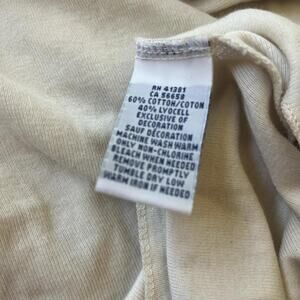 RN 41381
CA 56658
60% COTTON/COTON
40% LYOCELL
EXCLUSIVE OF
DECORATION
SAUF DÉCORATION
MACHINE WASH WARM
ONLY NON-CHLORINE
BLEACH WHEN NEEDED
REMOVE PROMPTLY
TUMBLE DRY LOW
WARM IRON IF NEEDED